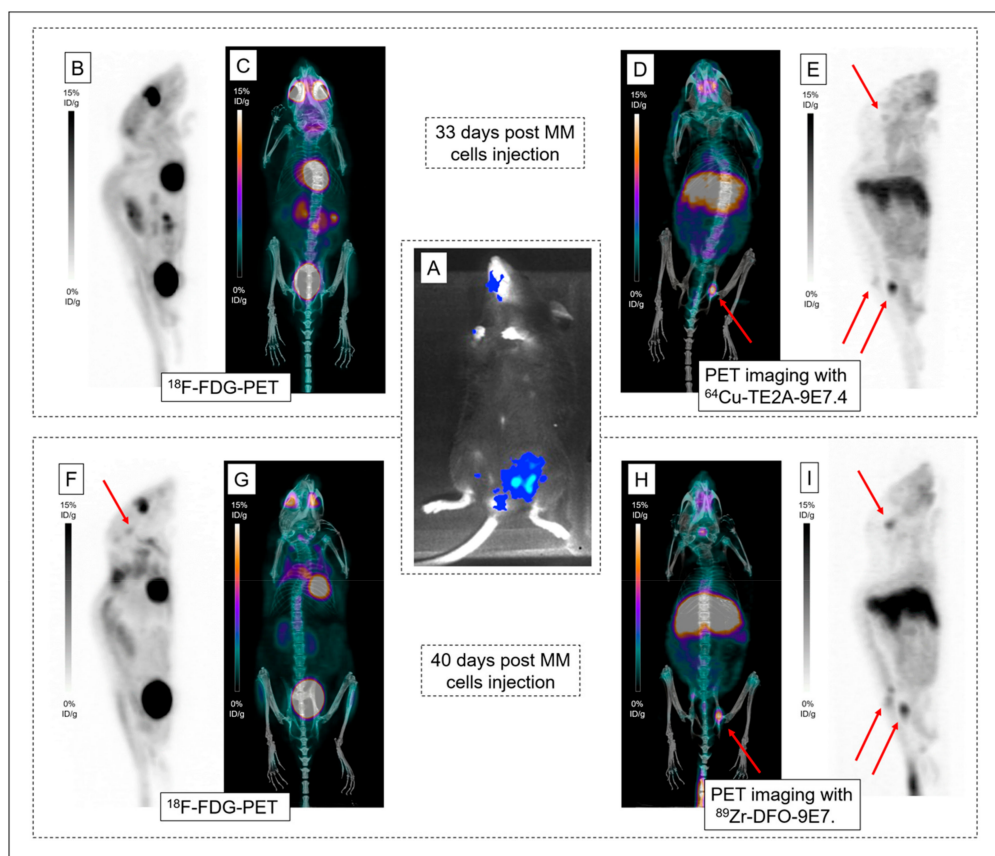 B
15%
ID/g
0%
ID/g
C
15%
ID/g
0%
ID/g
18F-FDG-PET
33 days post MM
cells injection
D
15%
ID/g
0%
ID/g
E
15%
ID/g
0%
ID/g
PET imaging with
64Cu-TE2A-9E7.4
A
F
15%
ID/g
0%
ID/g
G
15%
ID/g
0%
ID/g
18F-FDG-PET
40 days post MM
cells injection
H
15%
ID/g
0%
ID/g
I
15%
ID/g
0%
ID/g
PET imaging with
89Zr-DFO-9E7.